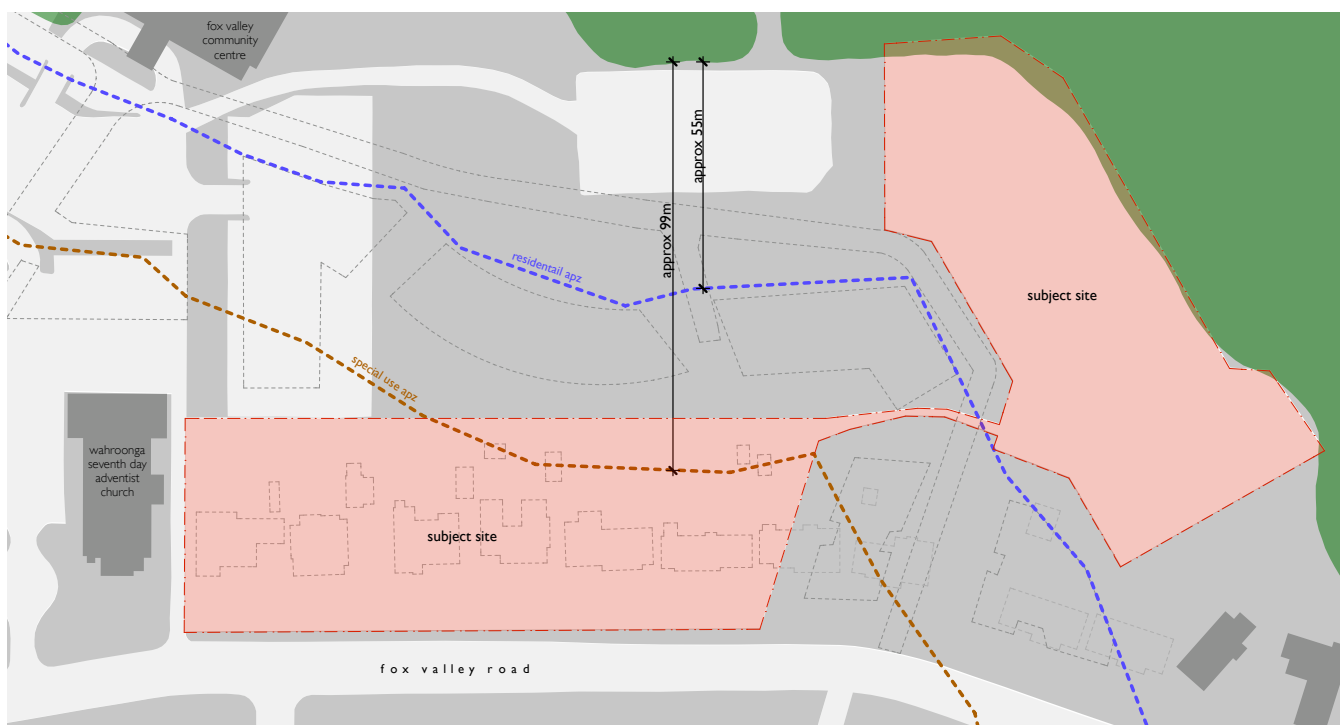 fox valley
community
centre
approx 55m
approx 99m
residentail apz
subject site
special use apz
wahroonga
seventh day
adventist
church
subject site
fox valley road